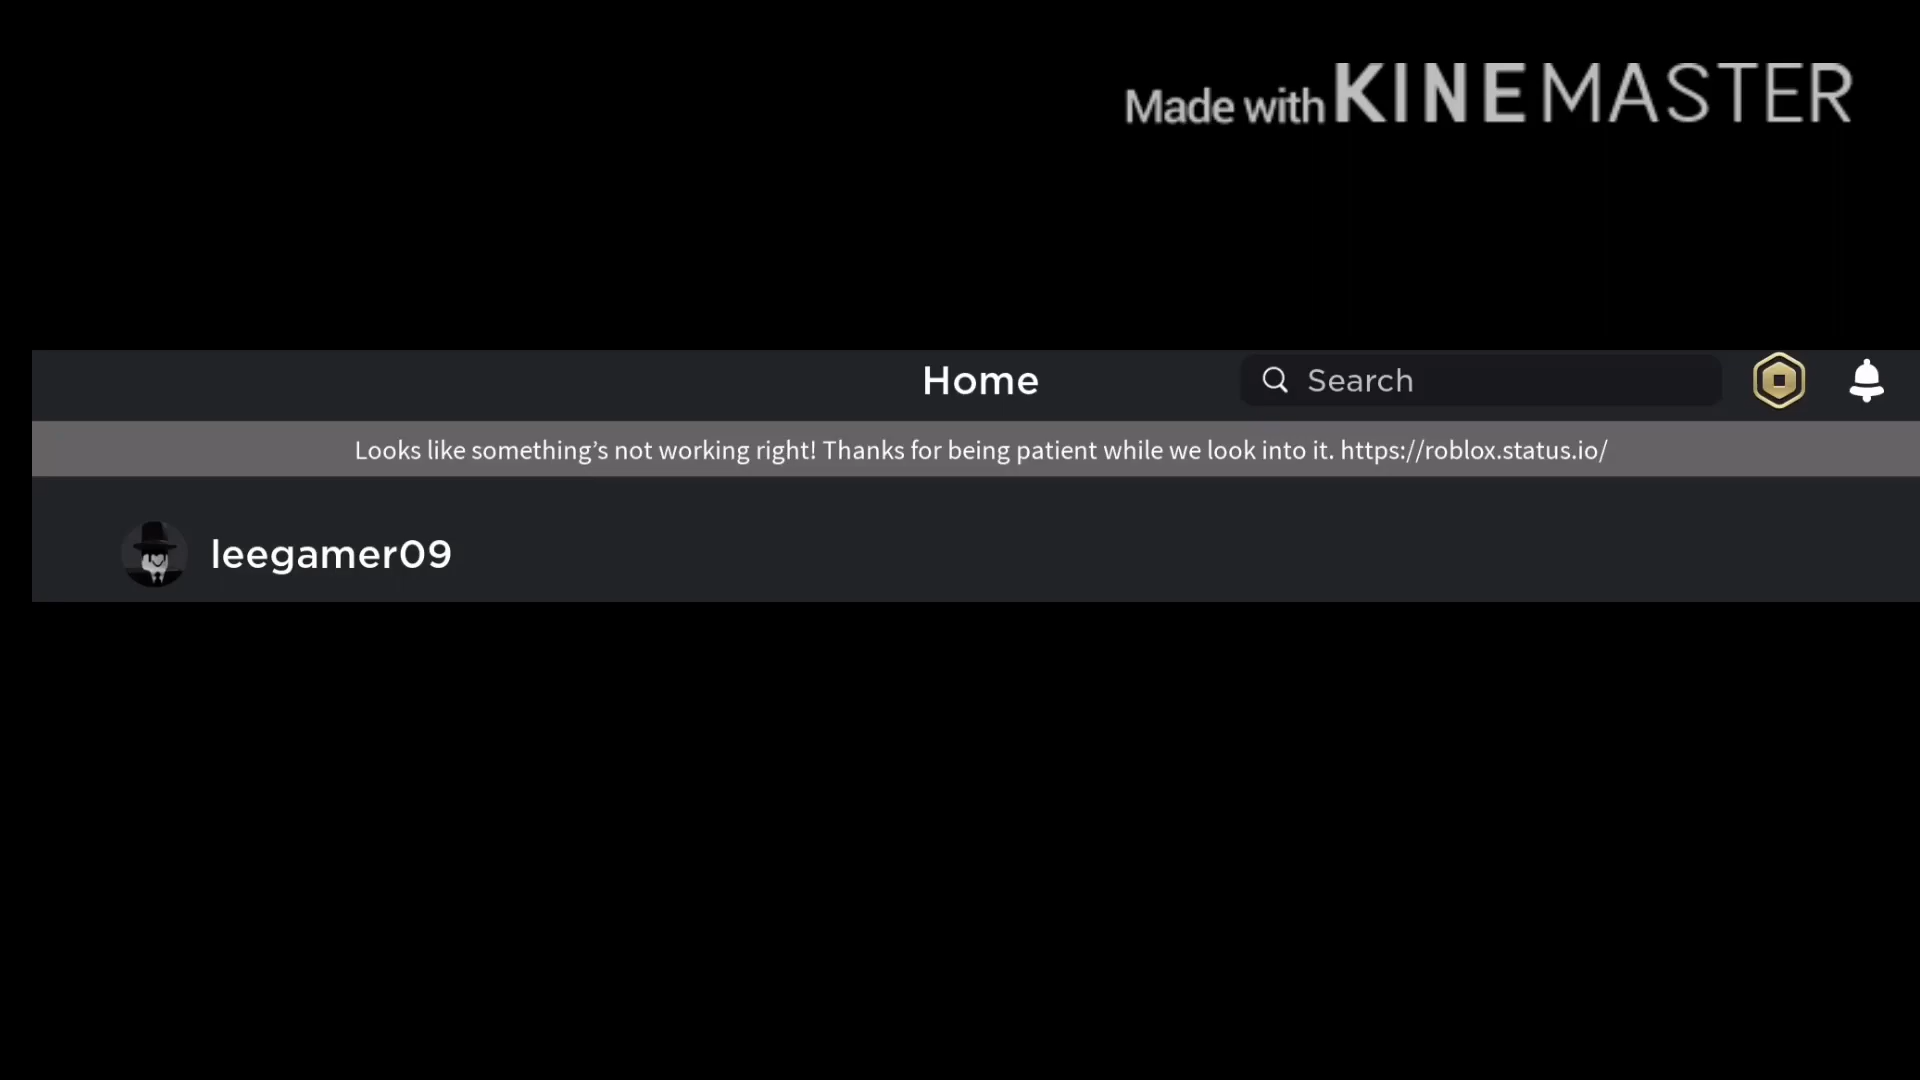 Made with KINEMASTER
Home
Search
Looks like something’s not working right! Thanks for being patient while we look into it. https://roblox.status.io/
leegamer09